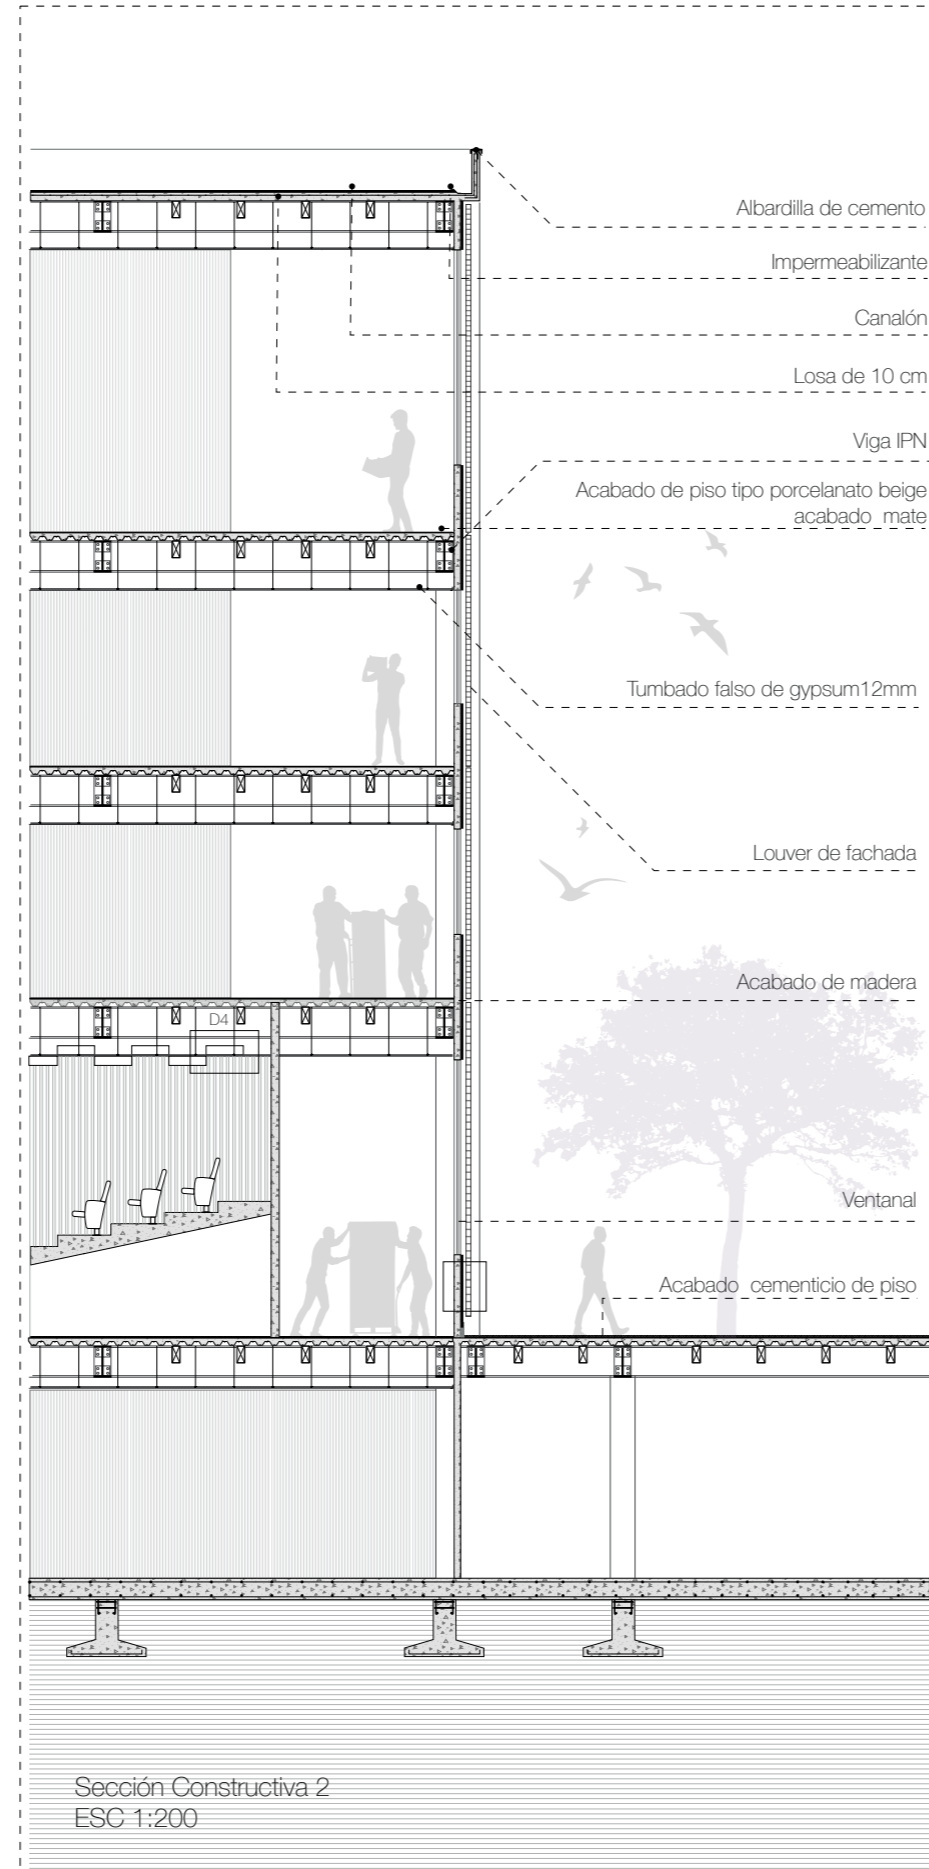 Albardilla de cemento
Impermeabilizante
Canalón
Losa de 10 cm
Viga IPN
Acabado de piso tipo porcelanato beige
acabado mate
Tumbado falso de gypsum12mm
Louver de fachada
Acabado de madera
D4
Ventanal
Acabado cementicio de piso
Sección Constructiva 2
ESC 1:200